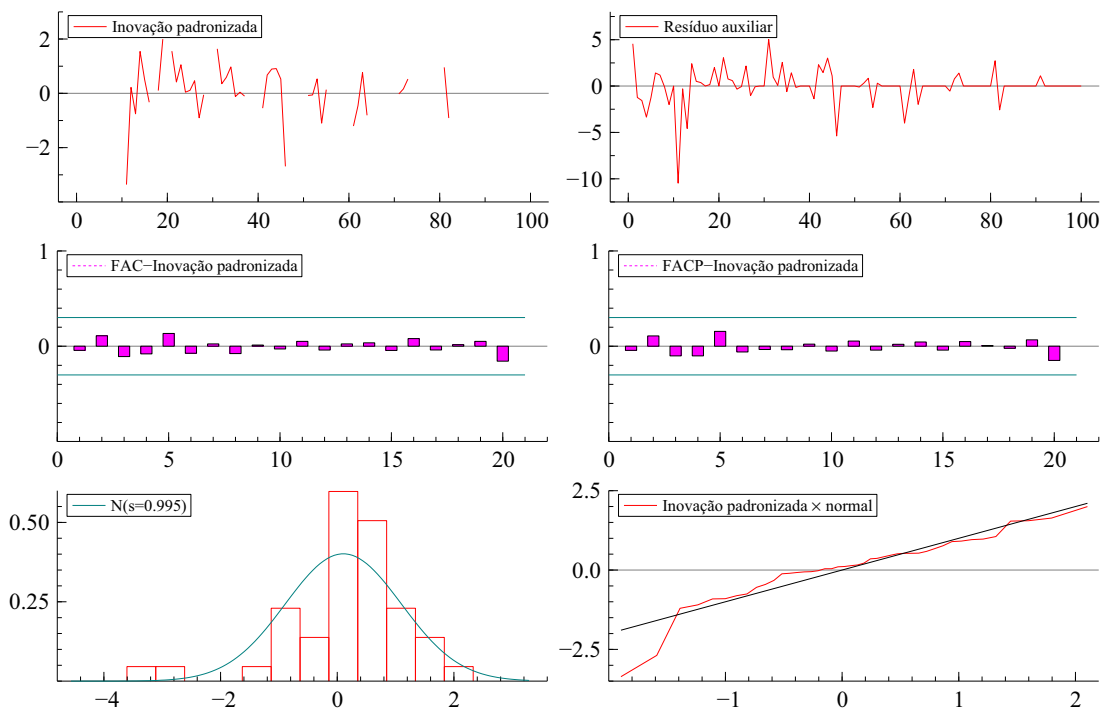 Inovação padronizada
2
0
−2
0 20 40 60 80 100
Resíduo auxiliar
5
0
−5
−10
0 20 40 60 80 100
FAC−Inovação padronizada
1
0
0 5 10 15 20
FACP−Inovação padronizada
1
0
0 5 10 15 20
N(s=0.995)
0.50
0.25
−4 −2 0 2
Inovação padronizada × normal
2.5
0.0
−2.5
−1 0 1 2